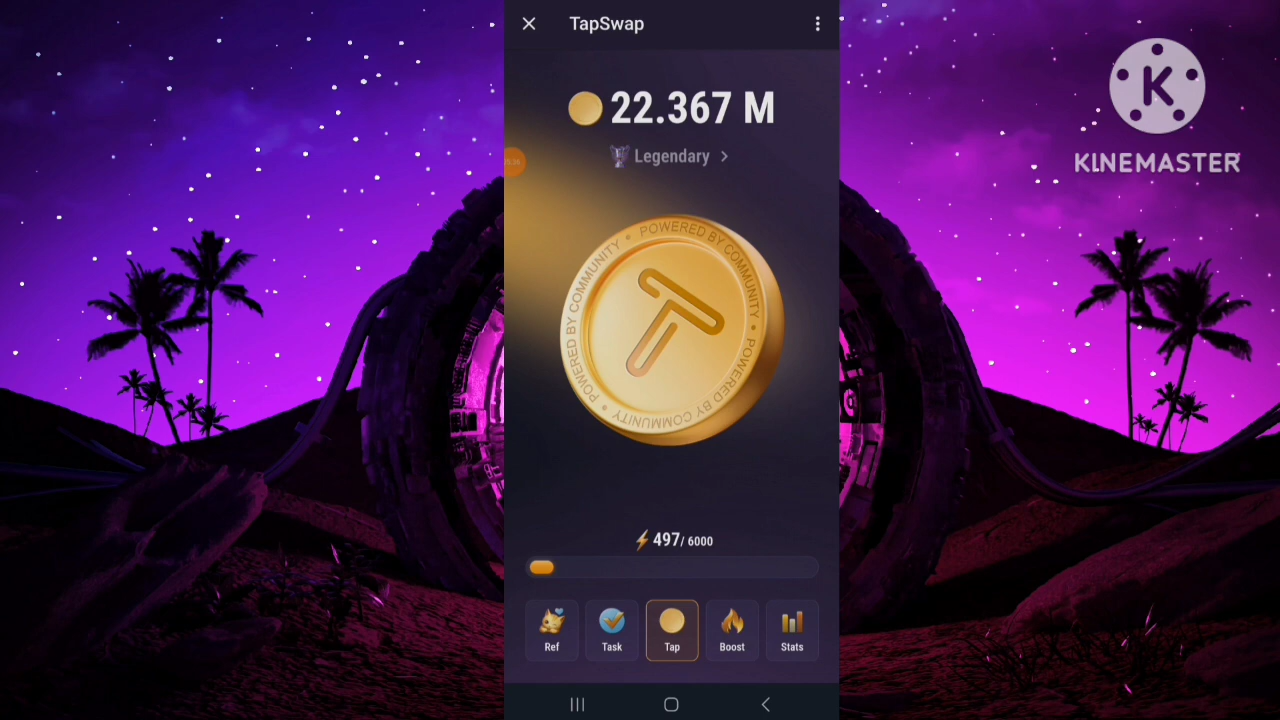 TapSwap
22.367 M
Legendary
POWERED BY COMMUNITY • POWERED BY COMMUNITY • POWERED BY COMMUNITY •
497/ 6000
Ref
Task
Tap
Boost
Stats
K
KINEMASTER